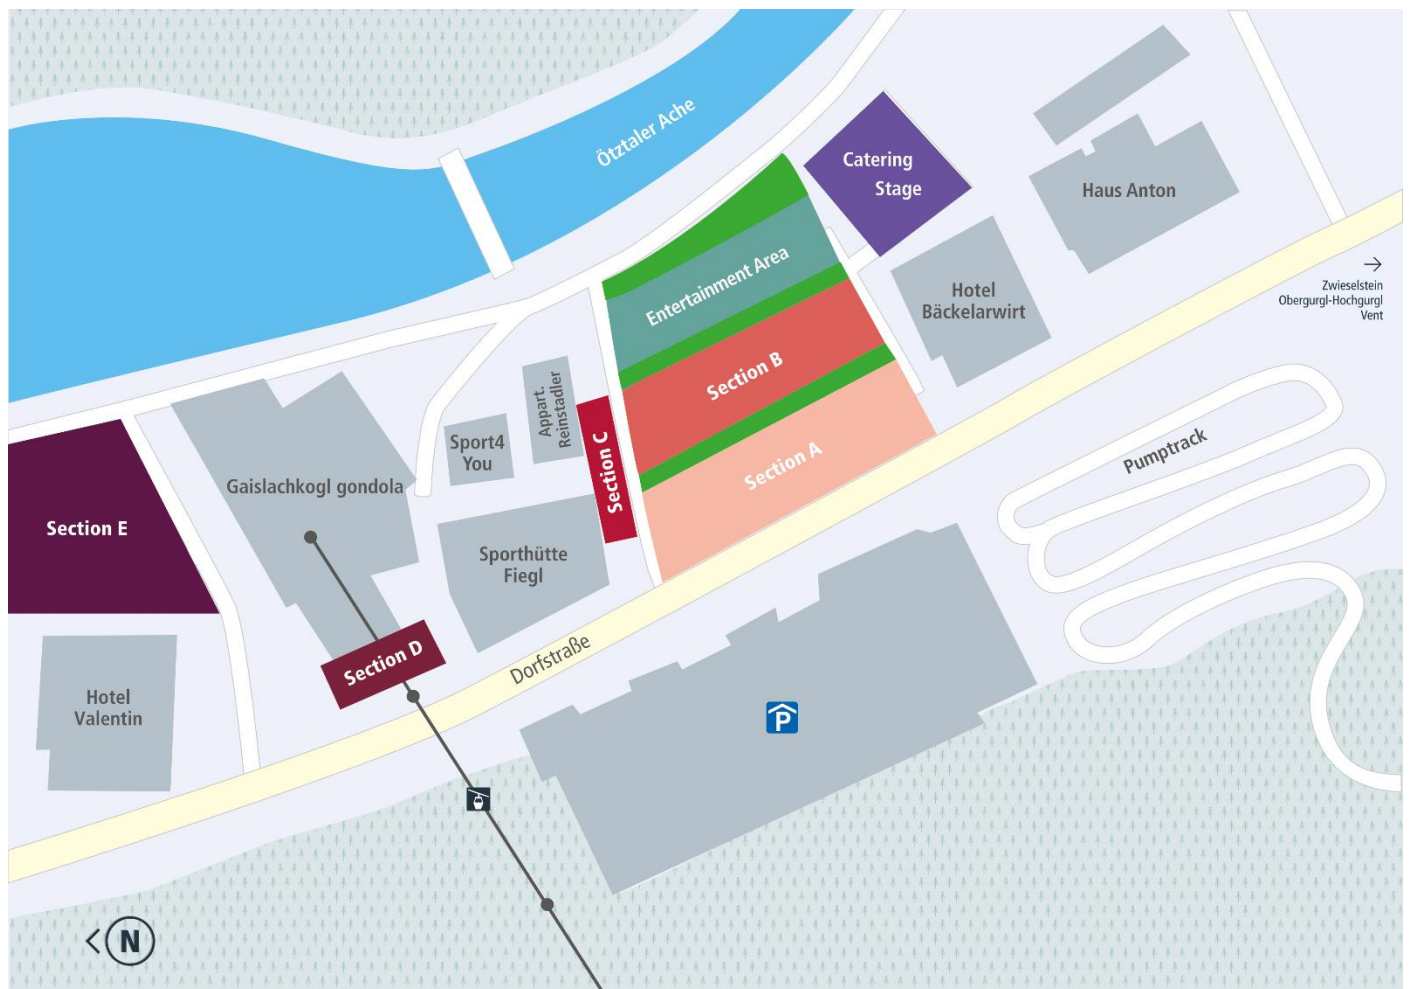 Ötztaler Ache
Catering
Stage
Haus Anton
Entertainment Area
Hotel
Bäckelarwirt
Zwieselstein
Obergurgl-Hochgurgl
Vent
Section B
Appart.
Reinstadler
Sport4
You
Section C
Section A
Pumptrack
Gaislachkogl gondola
Section E
Sporthütte
Fiegl
Section D
Dorfstraße
Hotel
Valentin
P
N